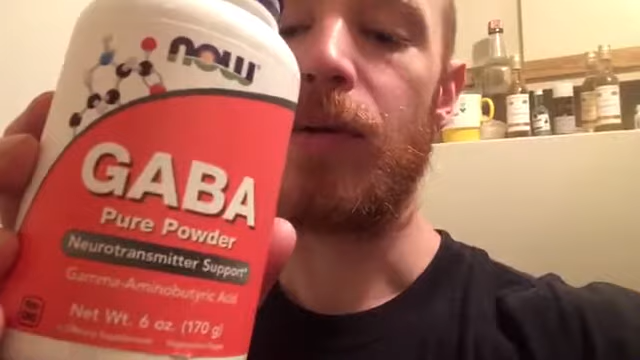 NOW
GABA
Pure Powder
Neurotransmitter Support*
Gamma-Aminobutyric Acid
Net Wt. 6 oz. (170 g)